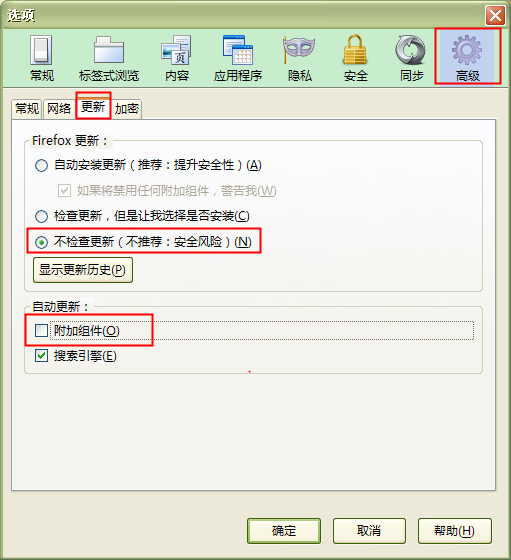 选项
常规 标签式浏览 内容 应用程序 隐私 安全 同步 高级
常规 网络 更新 加密
Firefox 更新：
自动安装更新（推荐：提升安全性）(A)
如果将禁用任何附加组件，警告我(W)
检查更新，但是让我选择是否安装(C)
不检查更新（不推荐：安全风险）(N)
显示更新历史(P)
自动更新：
附加组件(O)
搜索引擎(E)
确定 取消 帮助(H)